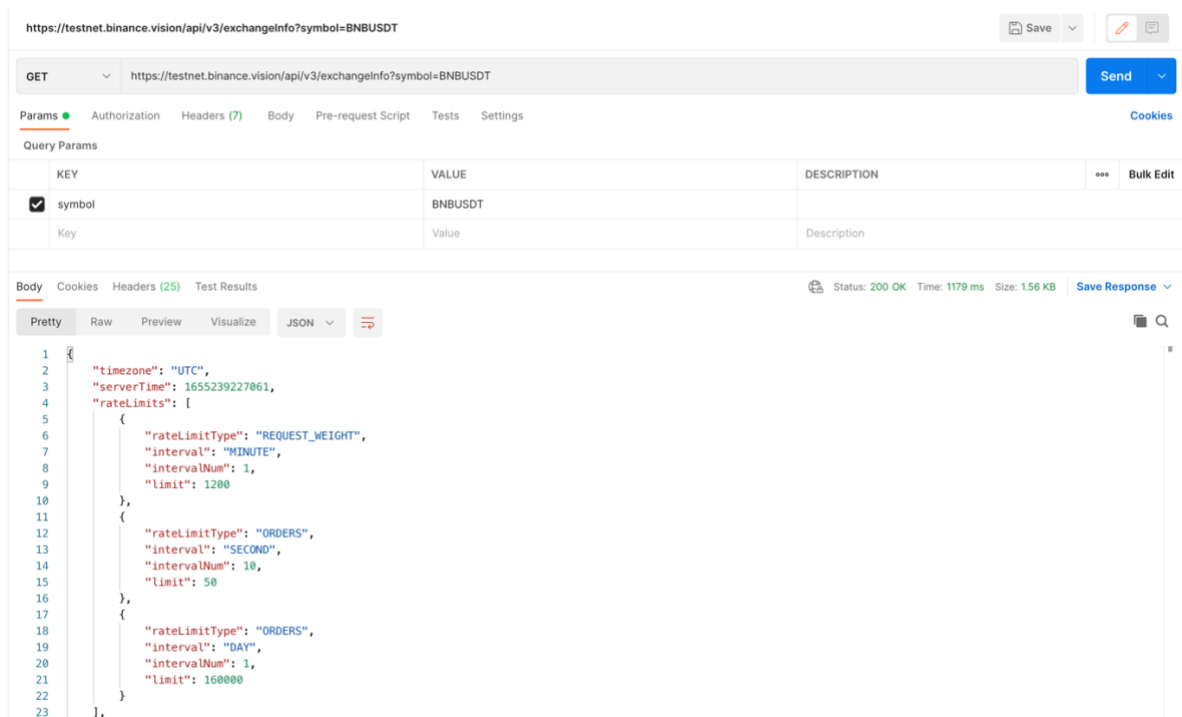 https://testnet.binance.vision/api/v3/exchangeInfo?symbol=BNBUSDT Save
GET https://testnet.binance.vision/api/v3/exchangeInfo?symbol=BNBUSDT Send
Params Authorization Headers (7) Body Pre-request Script Tests Settings Cookies
Query Params
KEY VALUE DESCRIPTION ooo Bulk Edit
symbol BNBUSDT
Key Value Description
Body Cookies Headers (25) Test Results Status: 200 OK Time: 1179 ms Size: 1.56 KB Save Response
Pretty Raw Preview Visualize JSON
1 {
2 "timezone": "UTC",
3 "serverTime": 1655239227061,
4 "rateLimits": [
5 {
6 "rateLimitType": "REQUEST_WEIGHT",
7 "interval": "MINUTE",
8 "intervalNum": 1,
9 "limit": 1200
10 },
11 {
12 "rateLimitType": "ORDERS",
13 "interval": "SECOND",
14 "intervalNum": 10,
15 "limit": 50
16 },
17 {
18 "rateLimitType": "ORDERS",
19 "interval": "DAY",
20 "intervalNum": 1,
21 "limit": 160000
22 }
23 ],